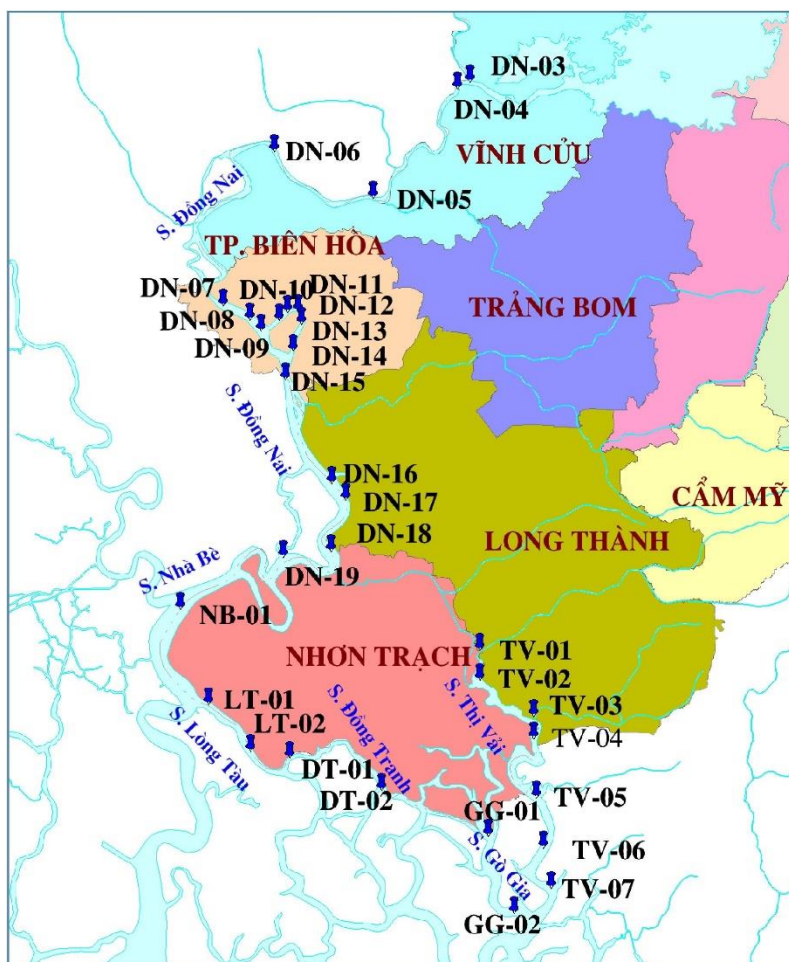 DN-03
DN-04
VĨNH CỬU
DN-06
DN-05
S. Đồng Nai
TP. BIÊN HÒA
DN-07
DN-10
DN-11
DN-12
DN-08
DN-13
DN-09
DN-14
DN-15
TRẢNG BOM
S. Đồng Nai
DN-16
DN-17
CẨM MỸ
DN-18
LONG THÀNH
DN-19
S. Nhà Bè
NB-01
NHƠN TRẠCH
TV-01
TV-02
LT-01
S. Thị Vải
TV-03
LT-02
S. Đồng Tranh
TV-04
S. Lòng Tàu
DT-01
DT-02
TV-05
GG-01
S. Gò Gia
TV-06
TV-07
GG-02